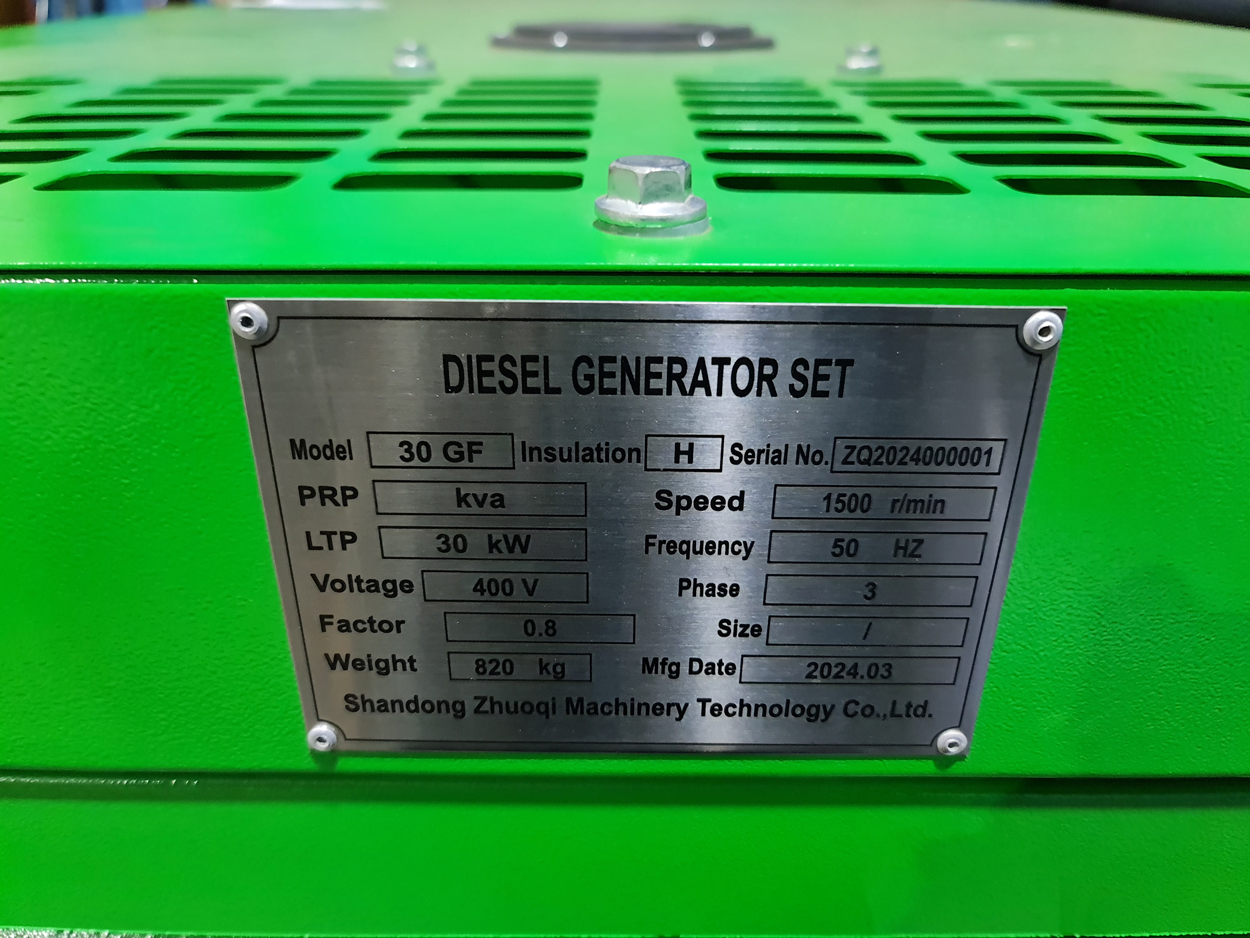 DIESEL GENERATOR SET
Model 30 GF Insulation H Serial No. ZQ2024000001
PRP kva Speed 1500 r/min
LTP 30 kW Frequency 50 HZ
Voltage 400 V Phase 3
Factor 0.8 Size /
Weight 820 kg Mfg Date 2024.03
Shandong Zhuoqi Machinery Technology Co.,Ltd.